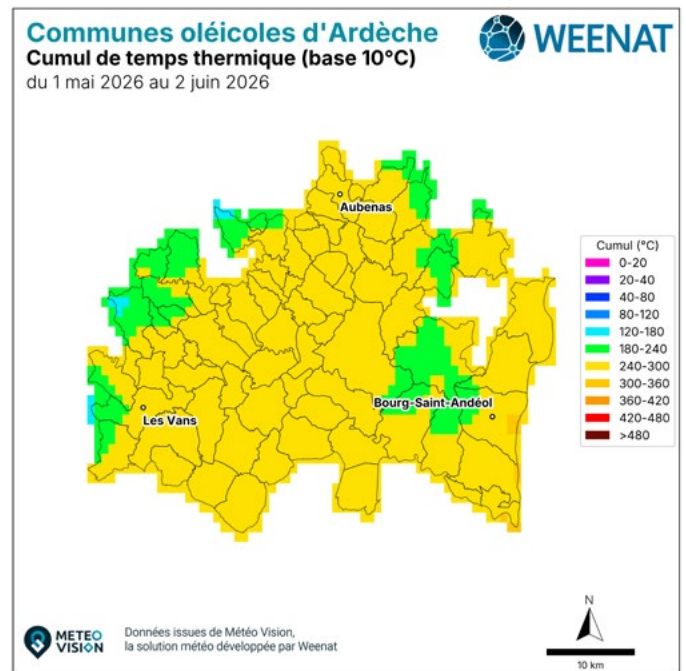 Communes oléicoles d'Ardèche
Cumul de temps thermique (base 10°C)
du 1 mai 2026 au 2 juin 2026
WEENAT
Aubenas
Cumul (°C)
0-20
20-40
40-80
80-120
120-180
180-240
240-300
300-360
360-420
420-480
>480
Bourg-Saint-Andéol
Les Vans
N
10 km
METEO
VISION
Données issues de Météo Vision,
la solution météo développée par Weenat